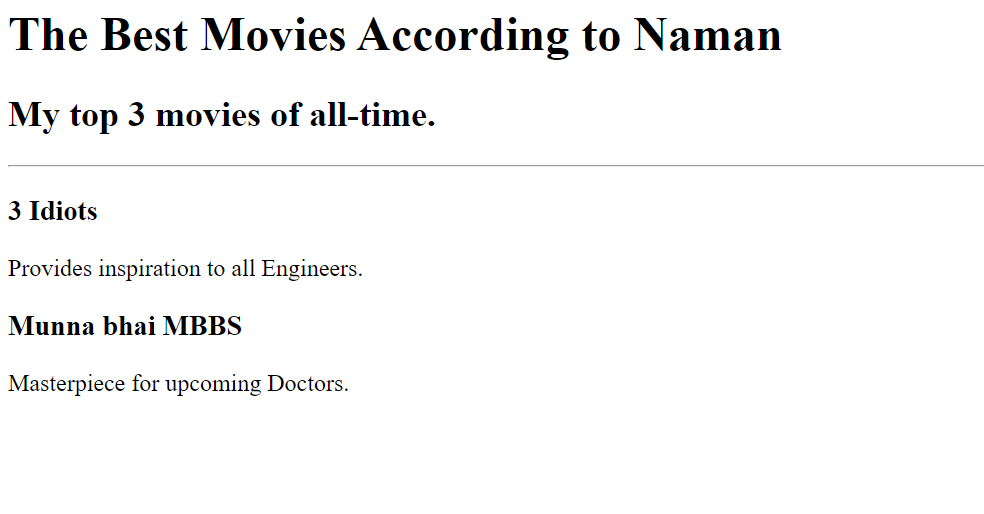 The Best Movies According to Naman
My top 3 movies of all-time.
3 Idiots
Provides inspiration to all Engineers.
Munna bhai MBBS
Masterpiece for upcoming Doctors.